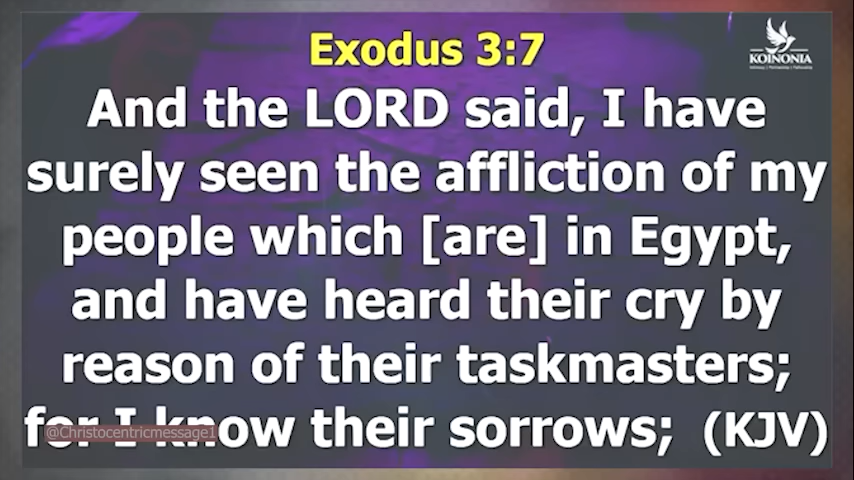 Exodus 3:7
KOINONIA
And the LORD said, I have
surely seen the affliction of my
people which [are] in Egypt,
and have heard their cry by
reason of their taskmasters;
for I know their sorrows; (KJV)
@Christocentricmessage1